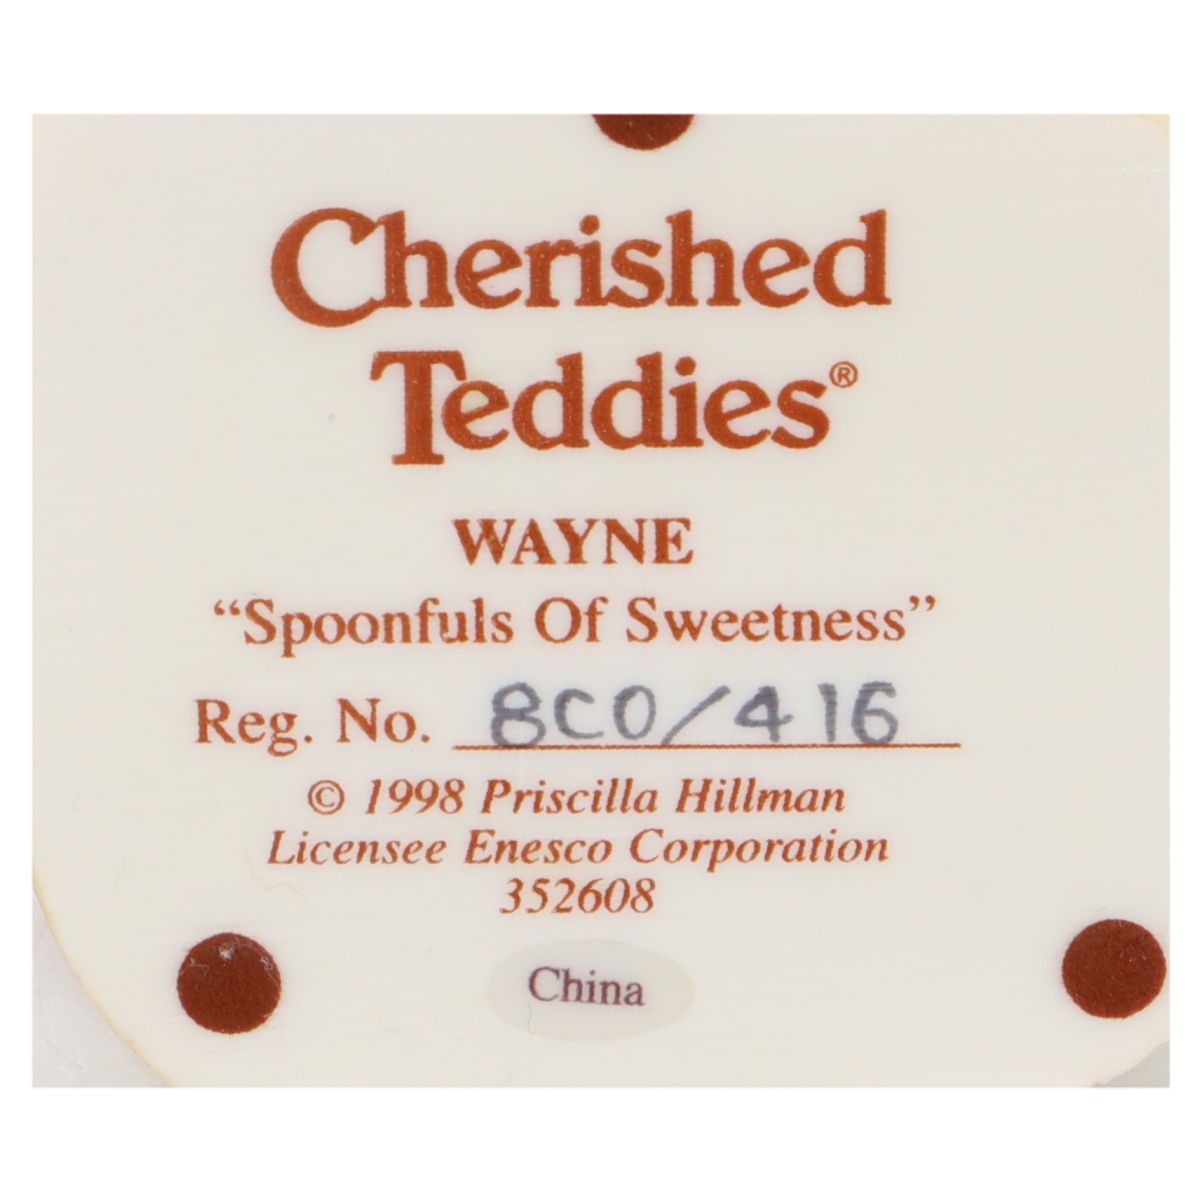 Cherished
Teddies®
WAYNE
“Spoonfuls Of Sweetness”
Reg. No. 8C0/416
© 1998 Priscilla Hillman
Licensee Enesco Corporation
352608
China